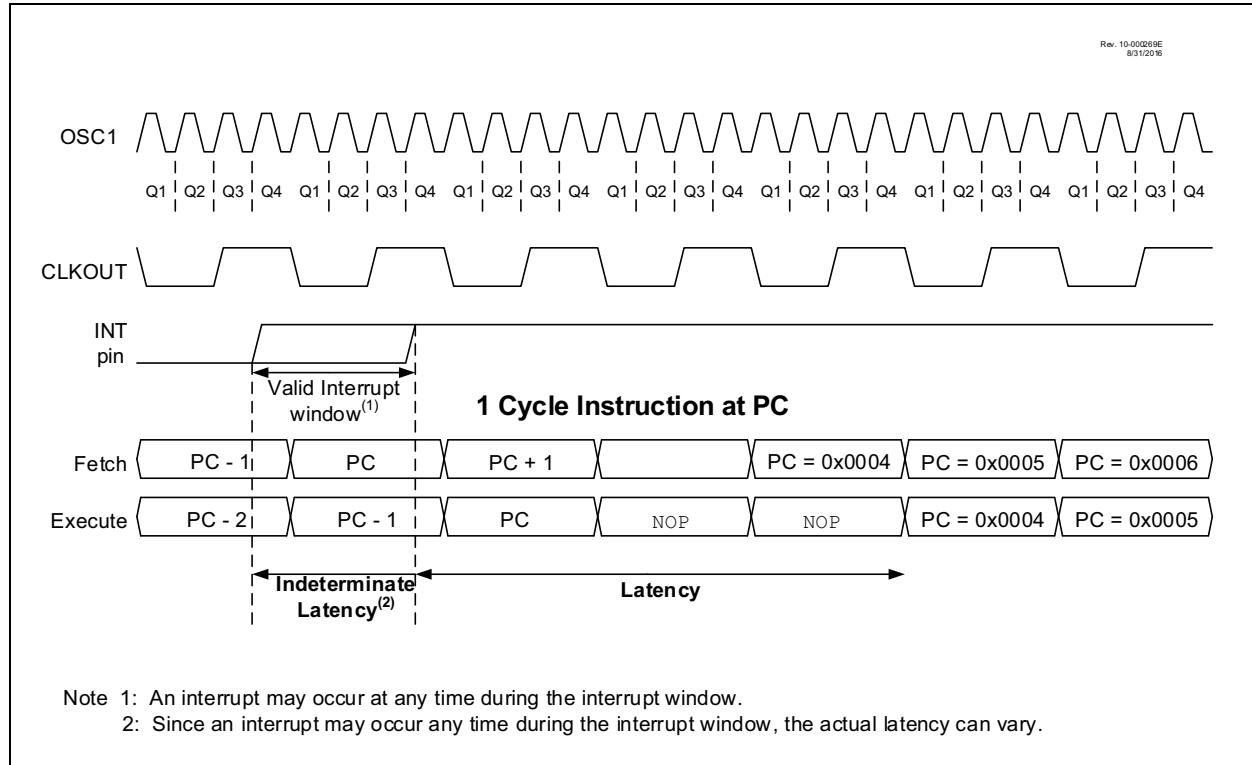 Rev. 10-000269E
8/31/2016
OSC1
Q1 Q2 Q3 Q4 Q1 Q2 Q3 Q4 Q1 Q2 Q3 Q4 Q1 Q2 Q3 Q4 Q1 Q2 Q3 Q4 Q1 Q2 Q3 Q4 Q1 Q2 Q3 Q4
CLKOUT
INT
pin
Valid Interrupt
window(1)
1 Cycle Instruction at PC
Fetch PC - 1 PC PC + 1 PC = 0x0004 PC = 0x0005 PC = 0x0006
Execute PC - 2 PC - 1 PC NOP NOP PC = 0x0004 PC = 0x0005
Indeterminate
Latency(2)
Latency
Note 1: An interrupt may occur at any time during the interrupt window.
2: Since an interrupt may occur any time during the interrupt window, the actual latency can vary.